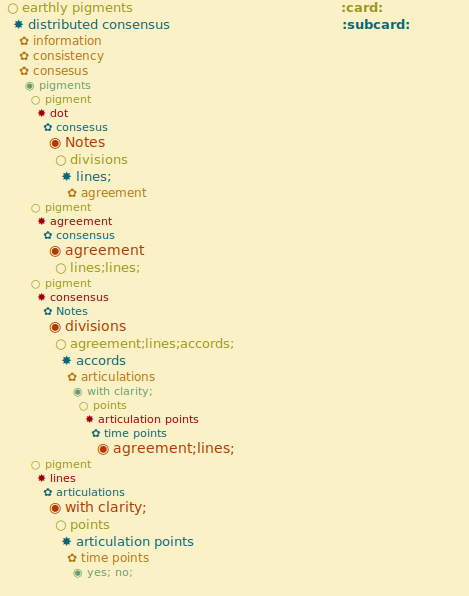 earthly pigments :card:
distributed consensus :subcard:
information
consistency
consesus
pigments
pigment
dot
consesus
Notes
divisions
lines;
agreement
pigment
agreement
consensus
agreement
lines;lines;
pigment
consensus
Notes
divisions
agreement;lines;accords;
accords
articulations
with clarity;
points
articulation points
time points
agreement;lines;
pigment
lines
articulations
with clarity;
points
articulation points
time points
yes; no;